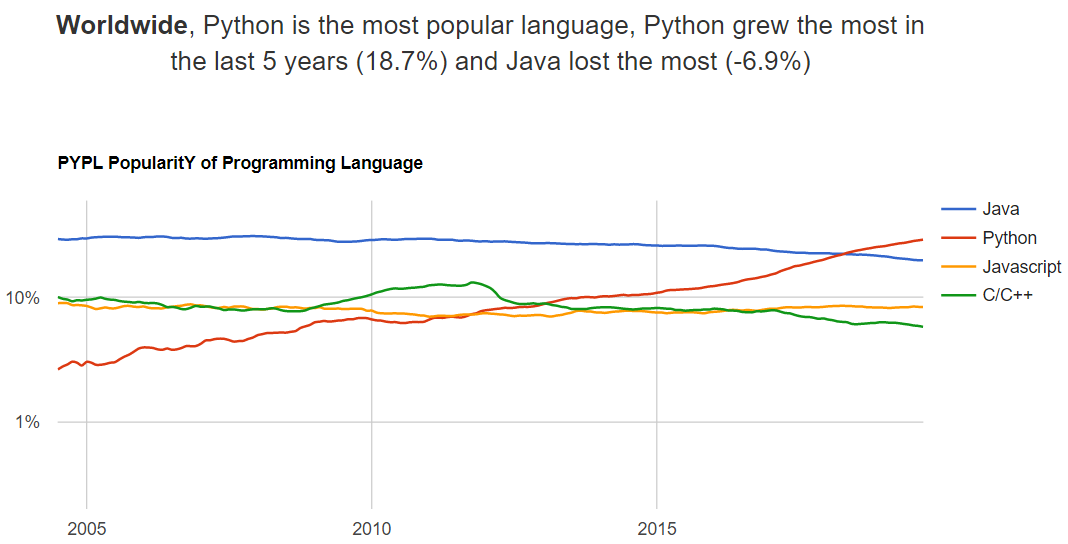 Worldwide, Python is the most popular language, Python grew the most in
the last 5 years (18.7%) and Java lost the most (-6.9%)
PYPL PopularitY of Programming Language
Java
Python
Javascript
C/C++
10%
1%
2005
2010
2015